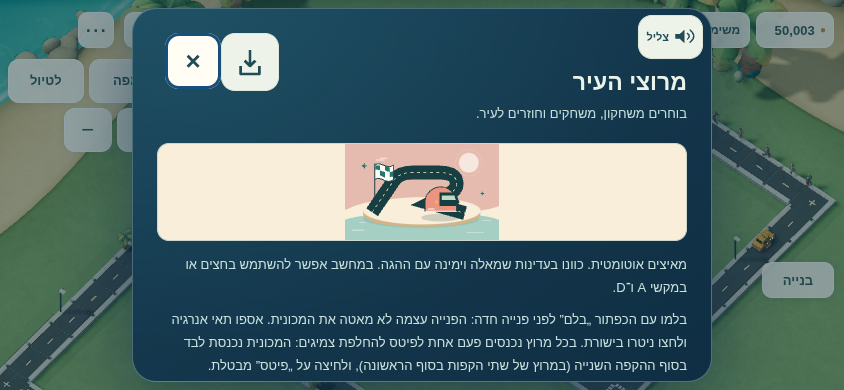 50,003
משימ
צליל
מפה
לטיול
בנייה
מרוצי העיר
בוחרים משחקון, משחקים וחוזרים לעיר.
מאיצים אוטומטית. כוונו בעדינות שמאלה וימינה עם ההגה. במחשב אפשר להשתמש בחצים או
במקשי A ו־D.
בלמו עם הכפתור „בלם” לפני פנייה חדה: הפנייה עצמה לא מאטה את המכונית. אספו תאי אנרגיה
ולחצו ניטרו בישורת. בכל מרוץ נכנסים פעם אחת לפיטס להחלפת צמיגים: המכונית נכנסת לבד
בסוף ההקפה השנייה (במרוץ של שתי הקפות בסוף הראשונה), ולחיצה על „פיטס” מבטלת.